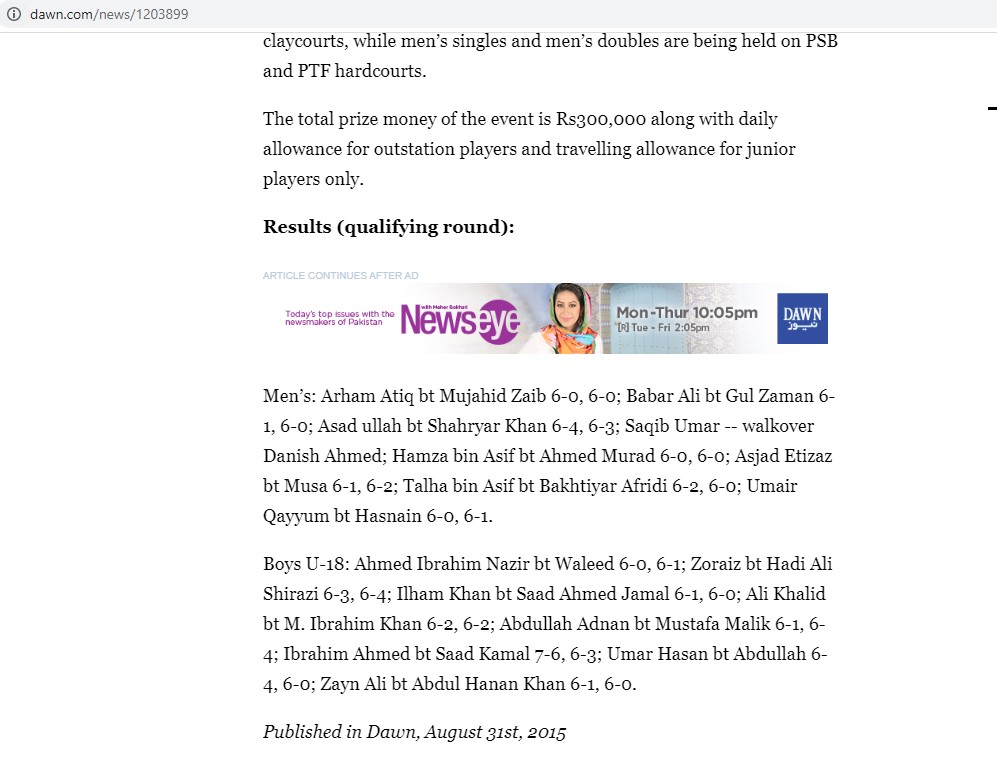 dawn.com/news/1203899
claycourts, while men’s singles and men’s doubles are being held on PSB
and PTF hardcourts.
The total prize money of the event is Rs300,000 along with daily
allowance for outstation players and travelling allowance for junior
players only.
Results (qualifying round):
ARTICLE CONTINUES AFTER AD
Today's top issues with the
newsmakers of Pakistan
with Meher Bokhari
Newseye
Mon-Thur 10:05pm
[R] Tue - Fri 2:05pm
DAWN
نیوز
Men’s: Arham Atiq bt Mujahid Zaib 6-0, 6-0; Babar Ali bt Gul Zaman 6-
1, 6-0; Asad ullah bt Shahryar Khan 6-4, 6-3; Saqib Umar -- walkover
Danish Ahmed; Hamza bin Asif bt Ahmed Murad 6-0, 6-0; Asjad Etizaz
bt Musa 6-1, 6-2; Talha bin Asif bt Bakhtiyar Afridi 6-2, 6-0; Umair
Qayyum bt Hasnain 6-0, 6-1.
Boys U-18: Ahmed Ibrahim Nazir bt Waleed 6-0, 6-1; Zoraiz bt Hadi Ali
Shirazi 6-3, 6-4; Ilham Khan bt Saad Ahmed Jamal 6-1, 6-0; Ali Khalid
bt M. Ibrahim Khan 6-2, 6-2; Abdullah Adnan bt Mustafa Malik 6-1, 6-
4; Ibrahim Ahmed bt Saad Kamal 7-6, 6-3; Umar Hasan bt Abdullah 6-
4, 6-0; Zayn Ali bt Abdul Hanan Khan 6-1, 6-0.
Published in Dawn, August 31st, 2015